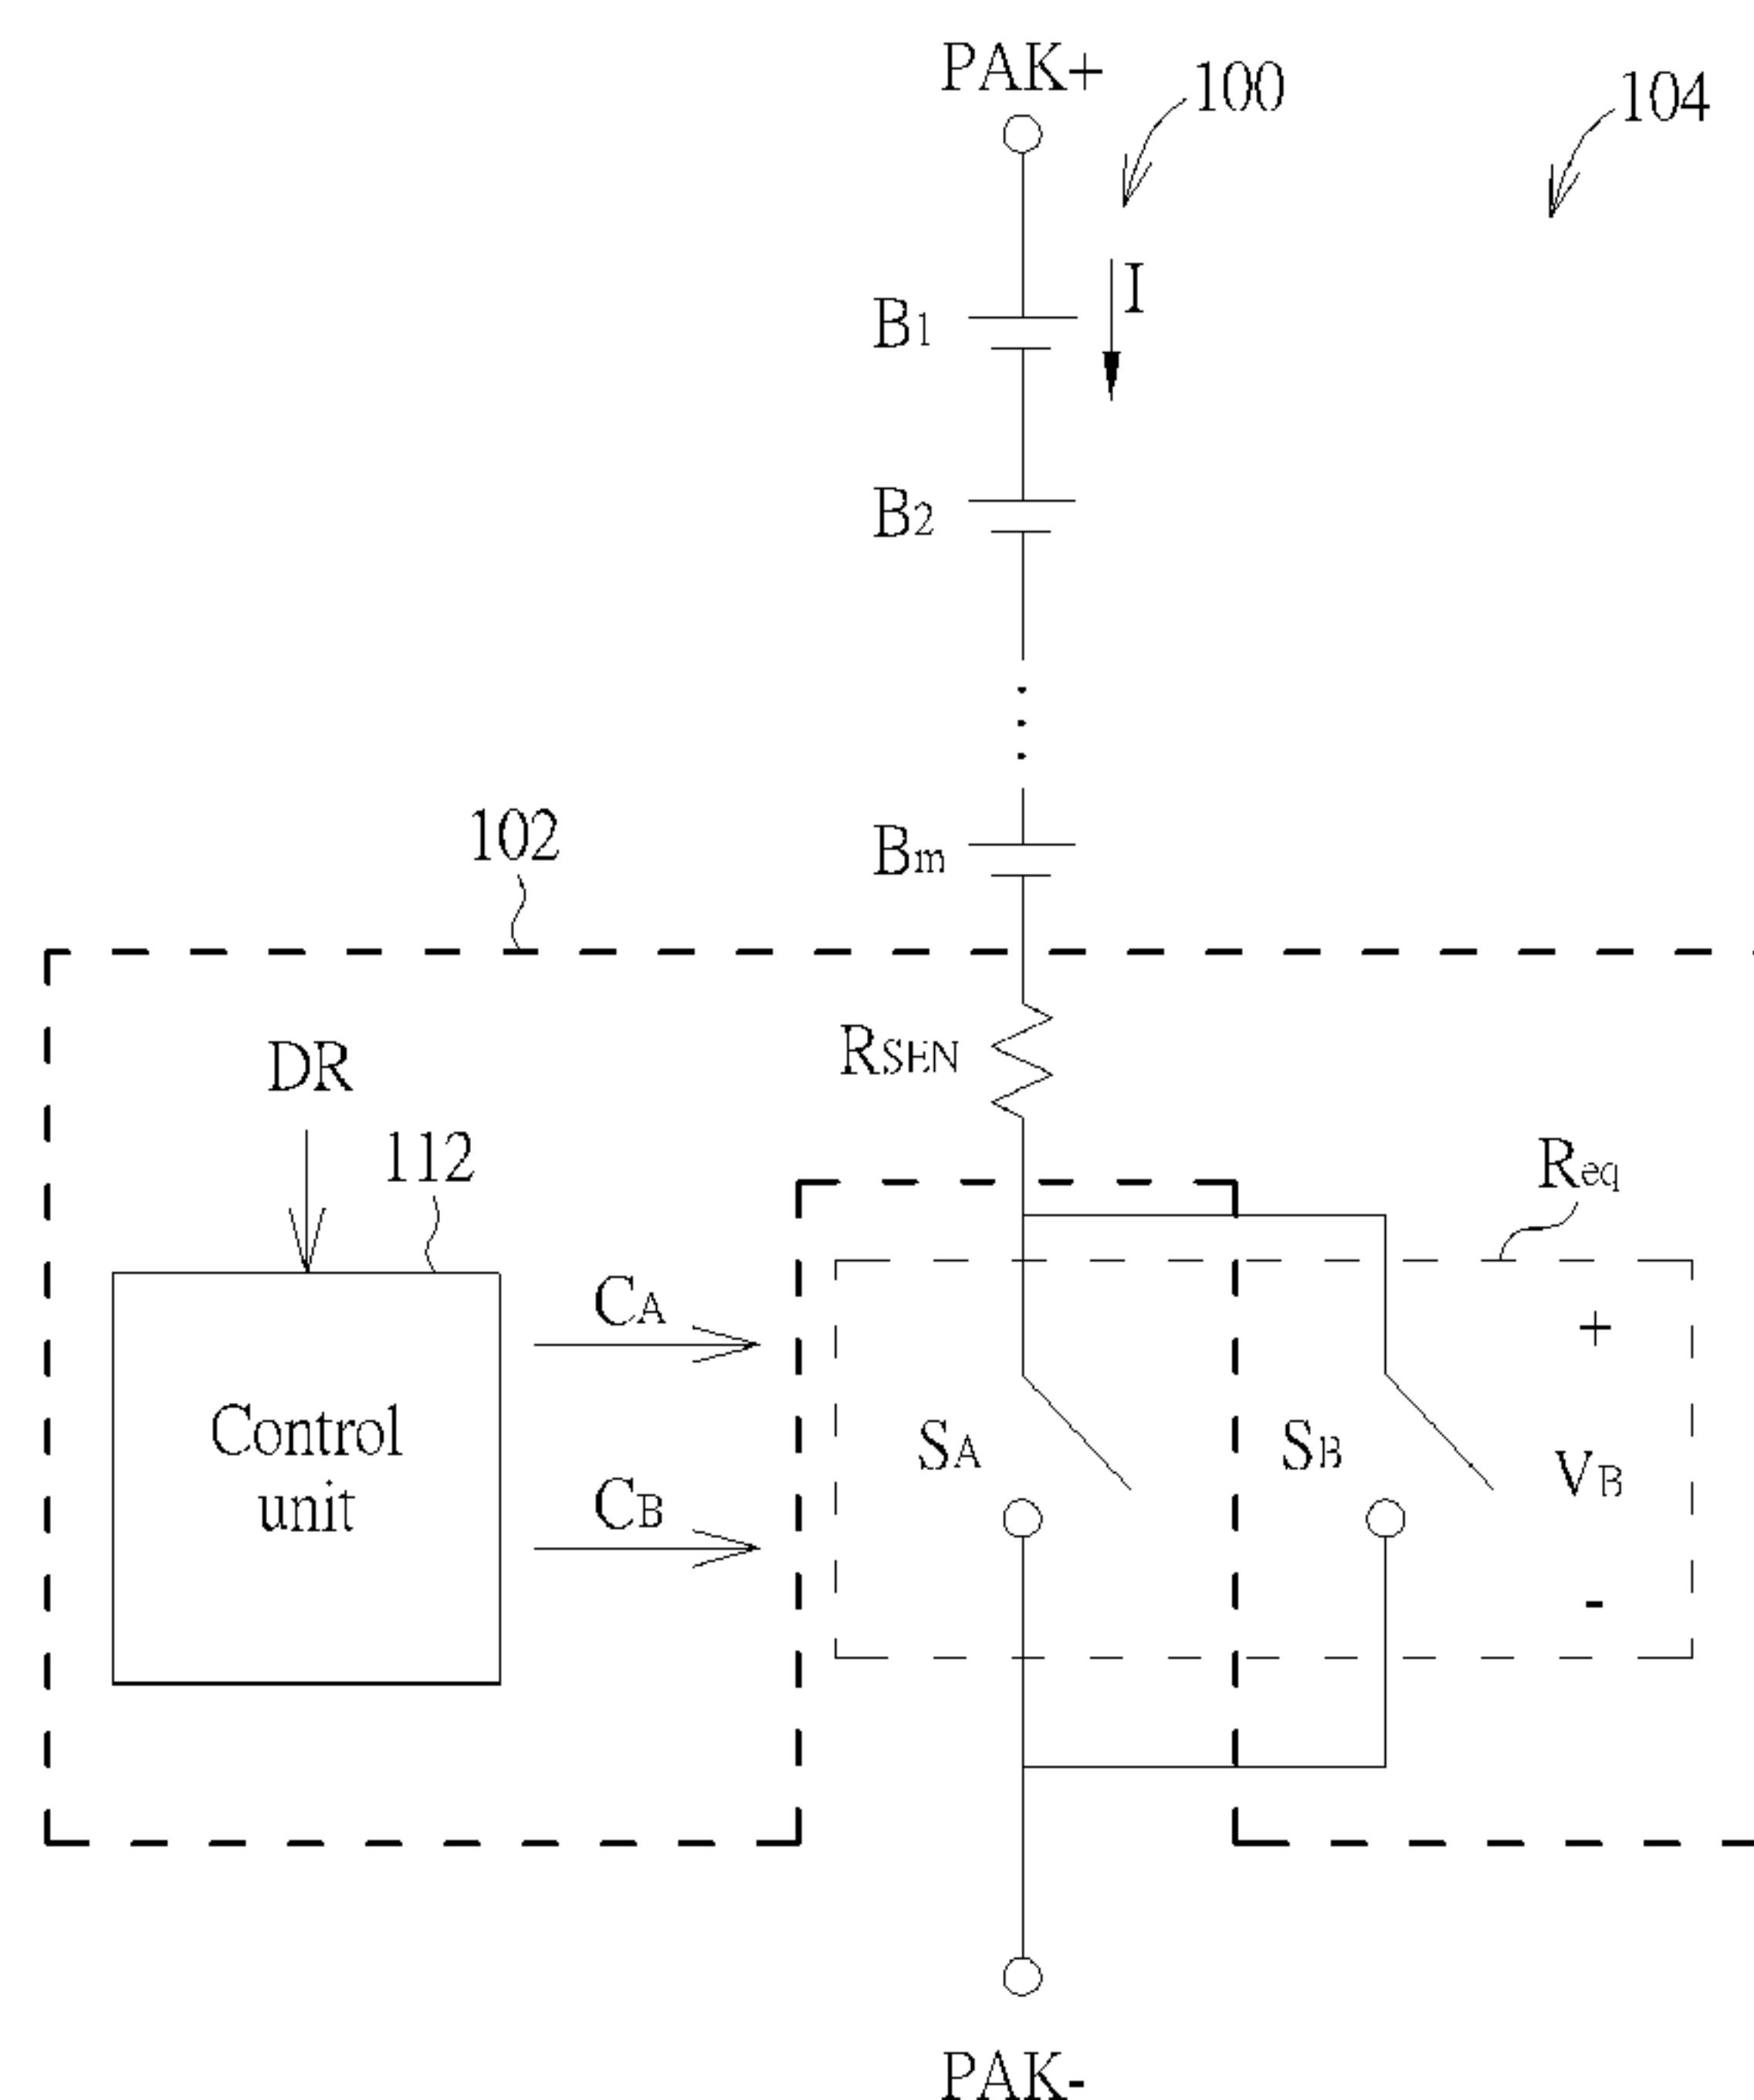 PAK+
100
104
I
B1
B2
Bm
102
RSEN
DR
112
Req
CA
+
Control
unit
SA
SB
VB
CB
-
PAK-